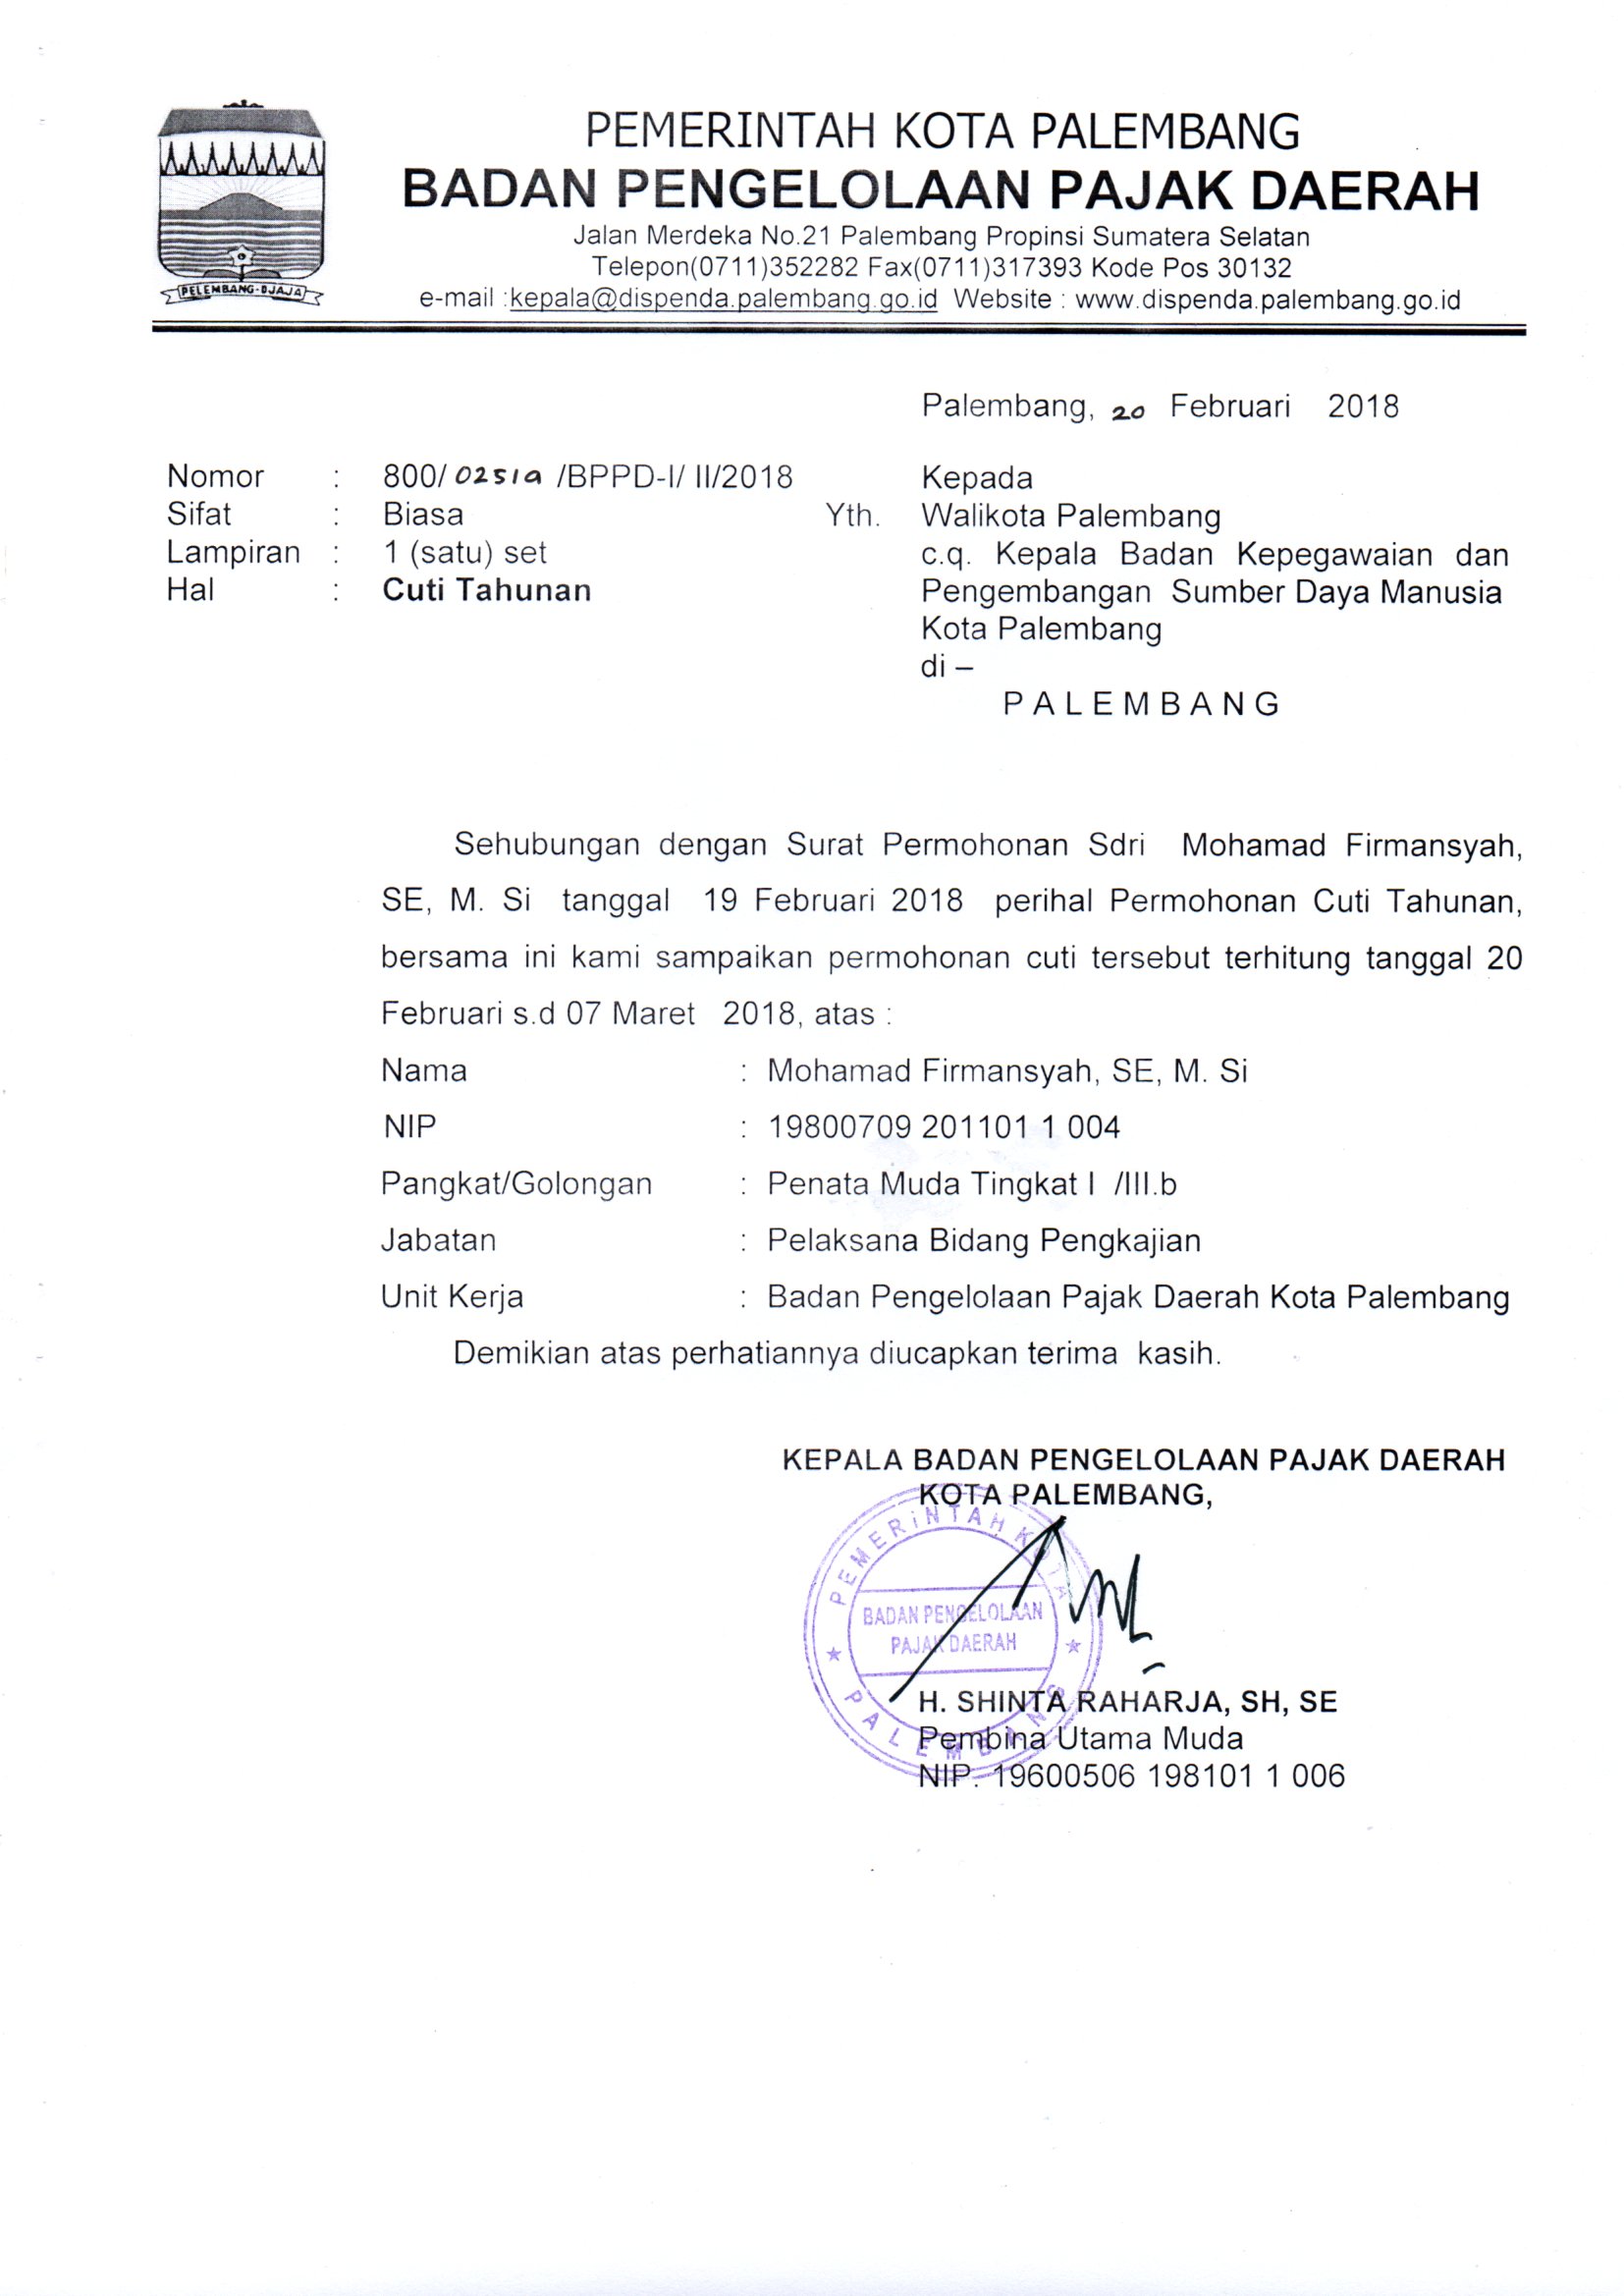 PEMERINTAH KOTA PALEMBANG
BADAN PENGELOLAAN PAJAK DAERAH
Jalan Merdeka No.21 Palembang Propinsi Sumatera Selatan
Telepon(0711)352282 Fax(0711)317393 Kode Pos 30132
e-mail :kepala@dispenda.palembang.go.id Website : www.dispenda.palembang.go.id
PELEMBANG-DJAJA
Palembang, 20 Februari 2018
Nomor : 800/ 0251a /BPPD-I/ II/2018
Sifat : Biasa
Lampiran : 1 (satu) set
Hal : Cuti Tahunan
Kepada
Yth. Walikota Palembang
c.q. Kepala Badan Kepegawaian dan
Pengembangan Sumber Daya Manusia
Kota Palembang
di –
P A L E M B A N G
Sehubungan dengan Surat Permohonan Sdri Mohamad Firmansyah,
SE, M. Si tanggal 19 Februari 2018 perihal Permohonan Cuti Tahunan,
bersama ini kami sampaikan permohonan cuti tersebut terhitung tanggal 20
Februari s.d 07 Maret 2018, atas :
Nama : Mohamad Firmansyah, SE, M. Si
NIP : 19800709 201101 1 004
Pangkat/Golongan : Penata Muda Tingkat I /III.b
Jabatan : Pelaksana Bidang Pengkajian
Unit Kerja : Badan Pengelolaan Pajak Daerah Kota Palembang
Demikian atas perhatiannya diucapkan terima kasih.
KEPALA BADAN PENGELOLAAN PAJAK DAERAH
KOTA PALEMBANG,
PEMERINTAH KOTA
BADAN PENGELOLAAN
PAJAK DAERAH
PALEMBANG
H. SHINTA RAHARJA, SH, SE
Pembina Utama Muda
NIP. 19600506 198101 1 006